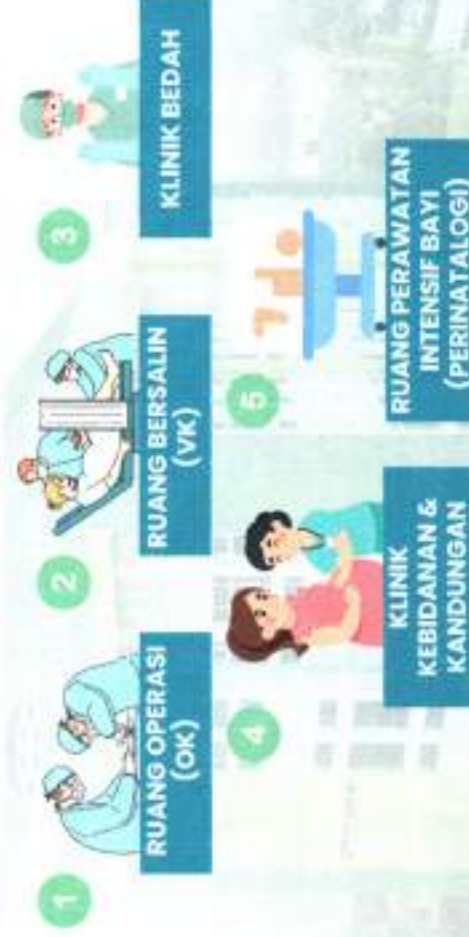 1
RUANG OPERASI
(OK)
2
RUANG BERSALIN
(VK)
3
KLINIK BEDAH
4
KLINIK
KEBIDANAN &
KANDUNGAN
5
RUANG PERAWATAN
INTENSIF BAYI
(PERINATALOGI)